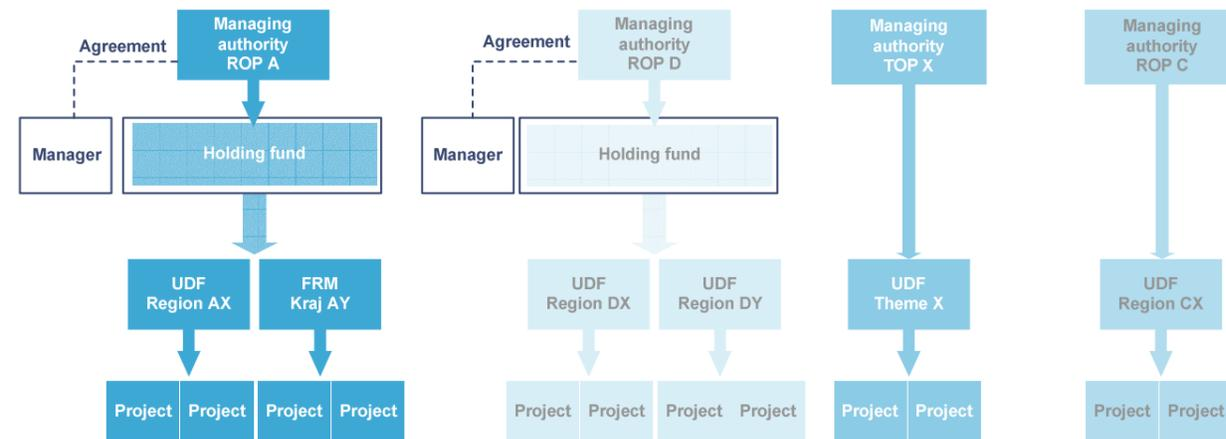 Managing
authority
ROP A
Agreement
Manager
Holding fund
UDF
Region AX
FRM
Kraj AY
Project
Project
Project
Project
Managing
authority
ROP D
Agreement
Manager
Holding fund
UDF
Region DX
UDF
Region DY
Project
Project
Project
Project
Managing
authority
TOP X
UDF
Theme X
Project
Project
Managing
authority
ROP C
UDF
Region CX
Project
Project